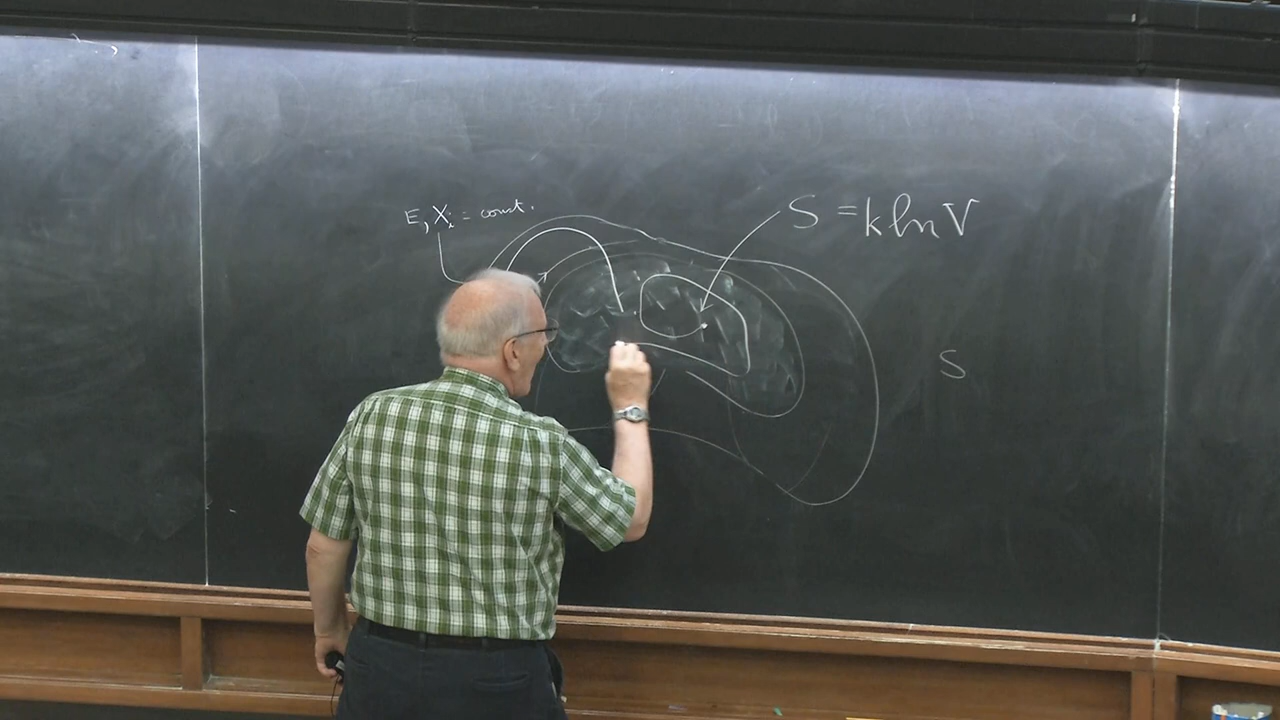 E, Xᵢ = const.
S = k ln V
S